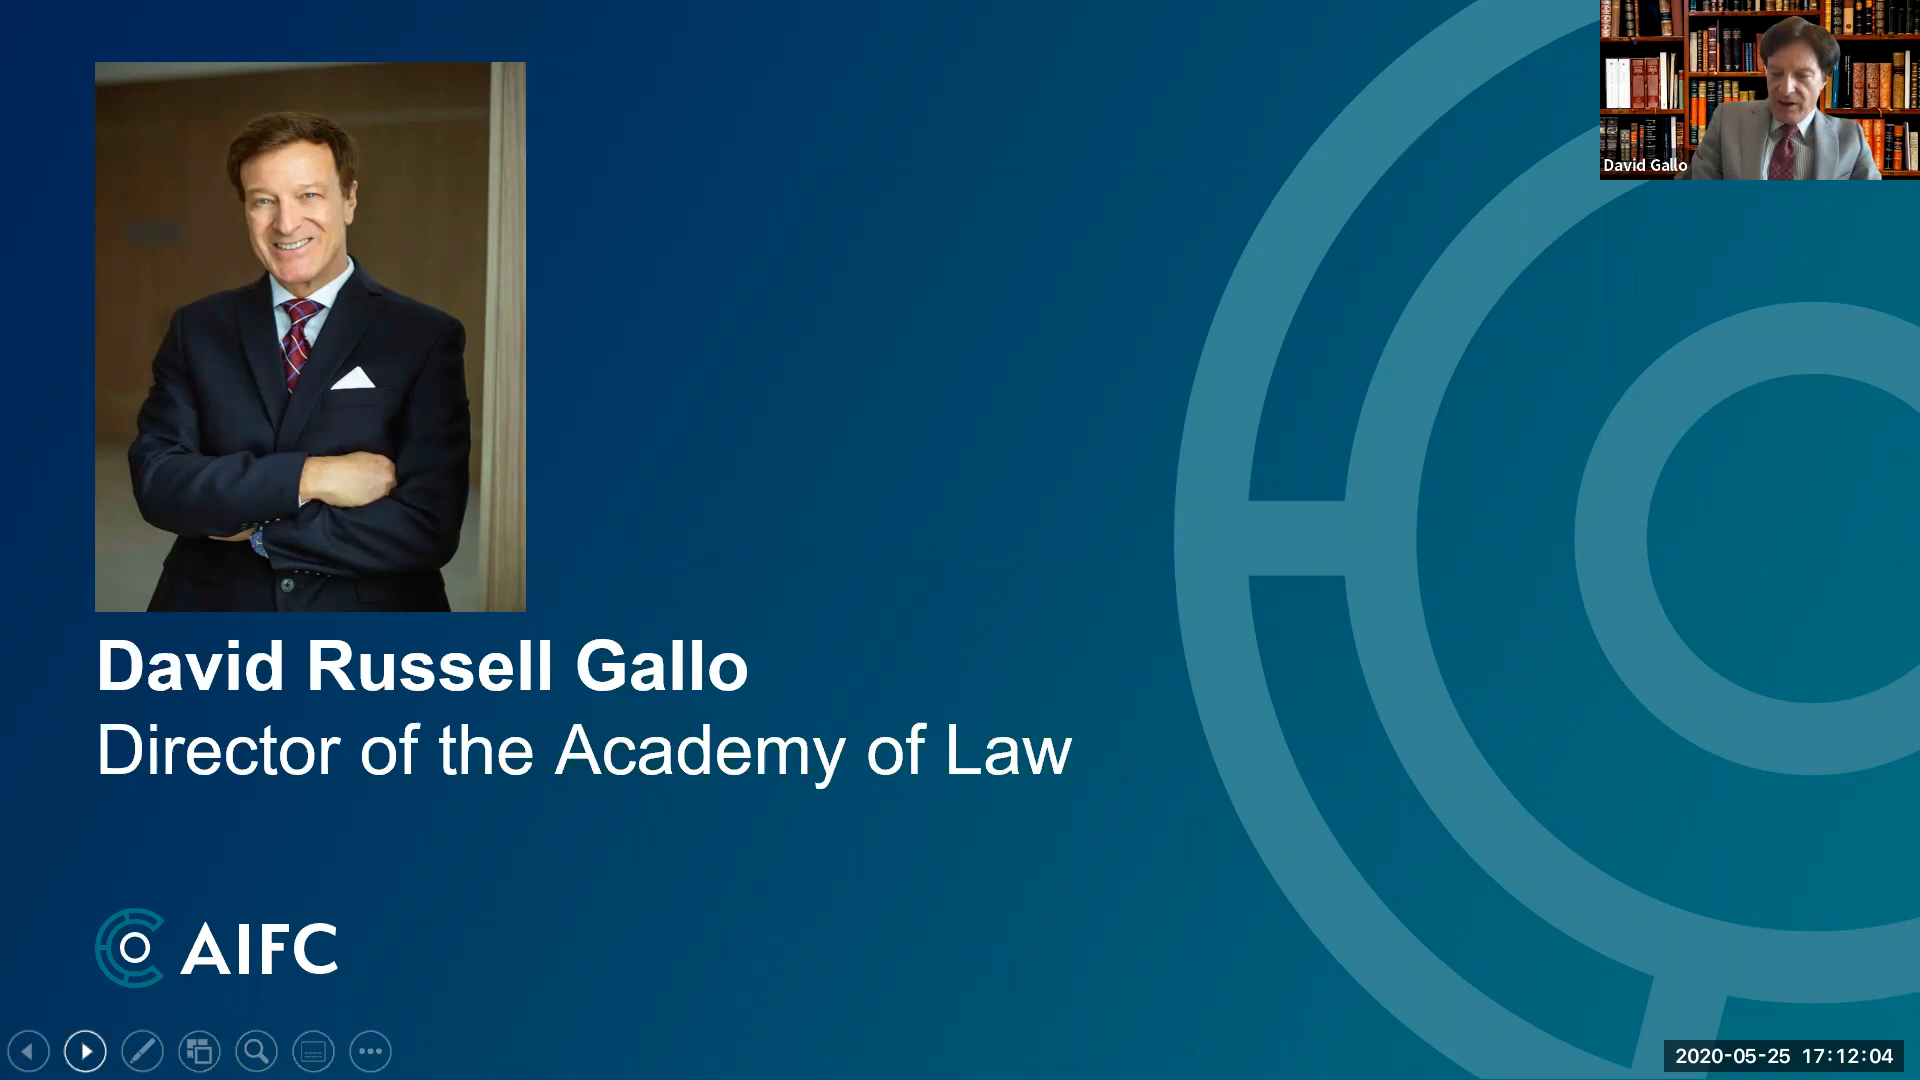 David Gallo
David Russell Gallo
Director of the Academy of Law
AIFC
2020-05-25 17:12:04